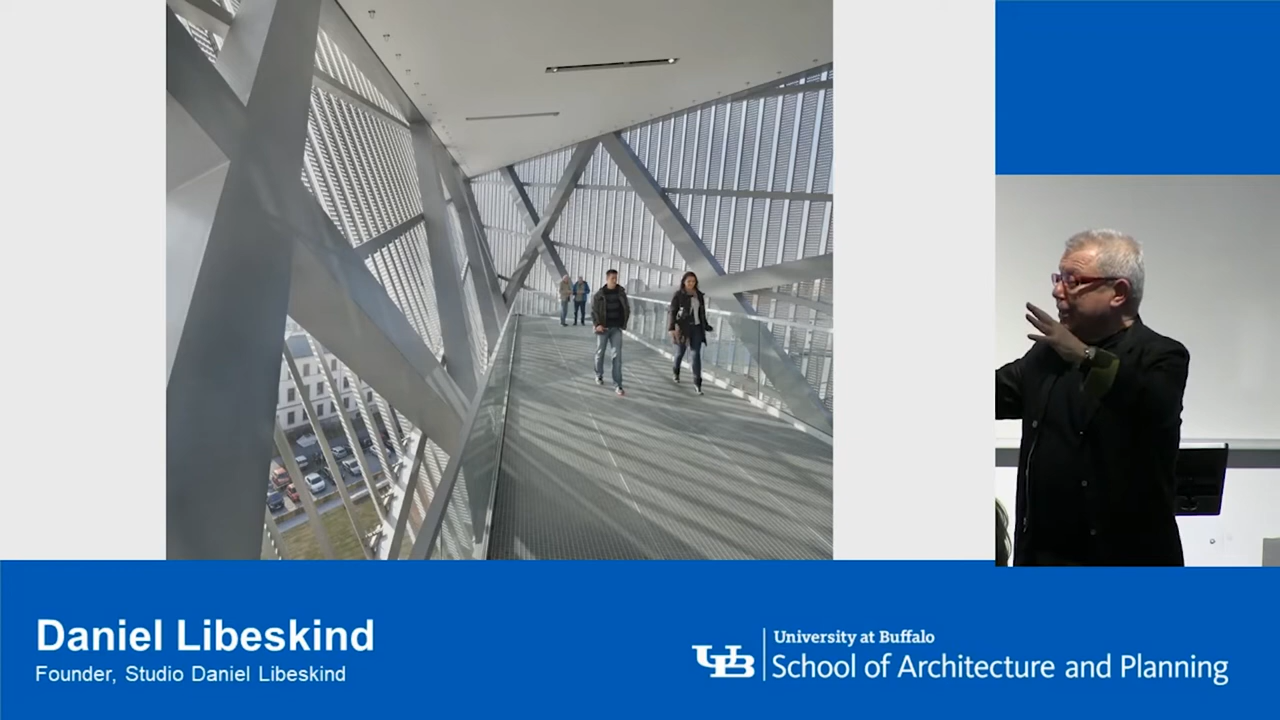 Daniel Libeskind
Founder, Studio Daniel Libeskind
UB
University at Buffalo
School of Architecture and Planning